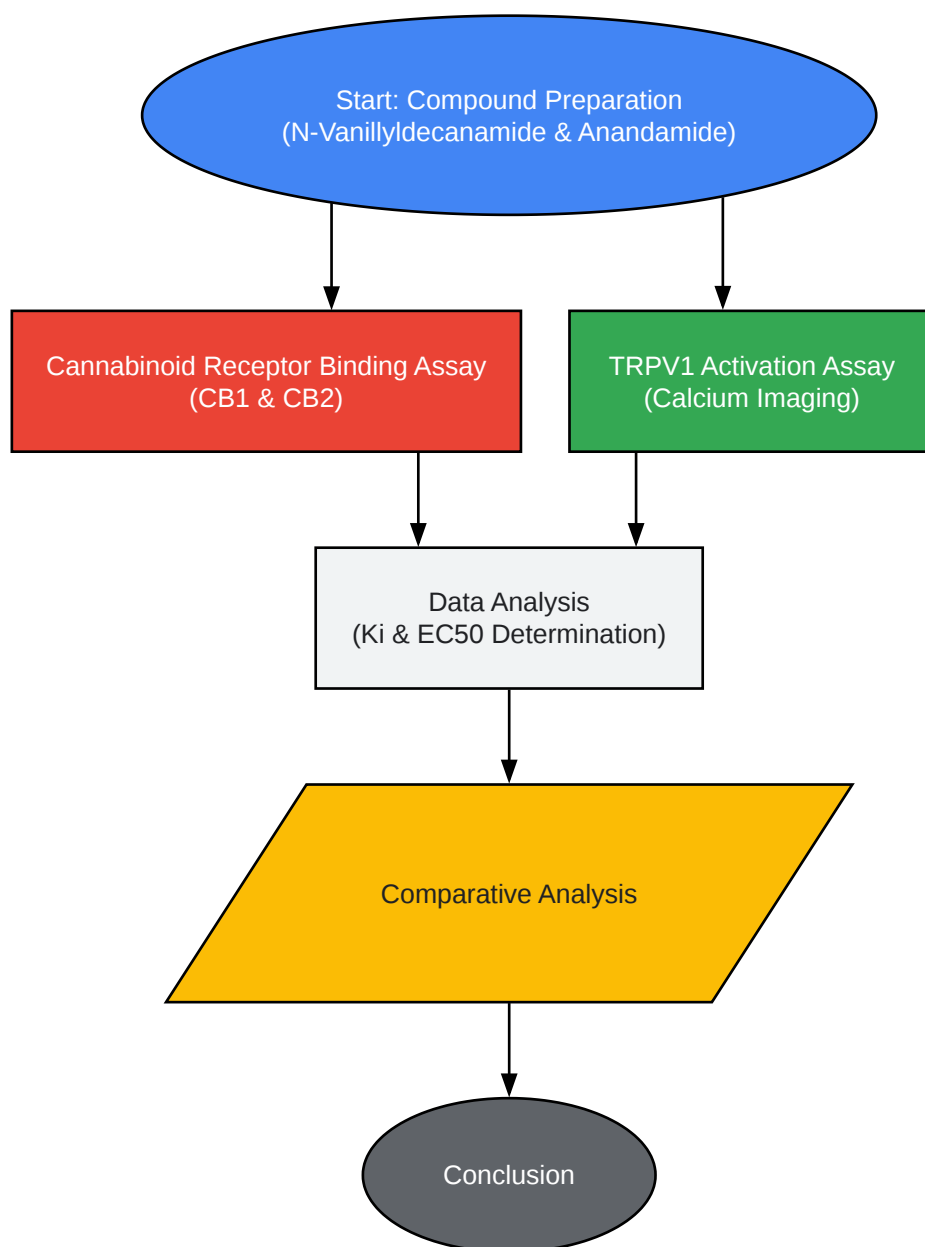 Start: Compound Preparation
(N-Vanillyldecanamide & Anandamide)
Cannabinoid Receptor Binding Assay
(CB1 & CB2)
TRPV1 Activation Assay
(Calcium Imaging)
Data Analysis
(Ki & EC50 Determination)
Comparative Analysis
Conclusion